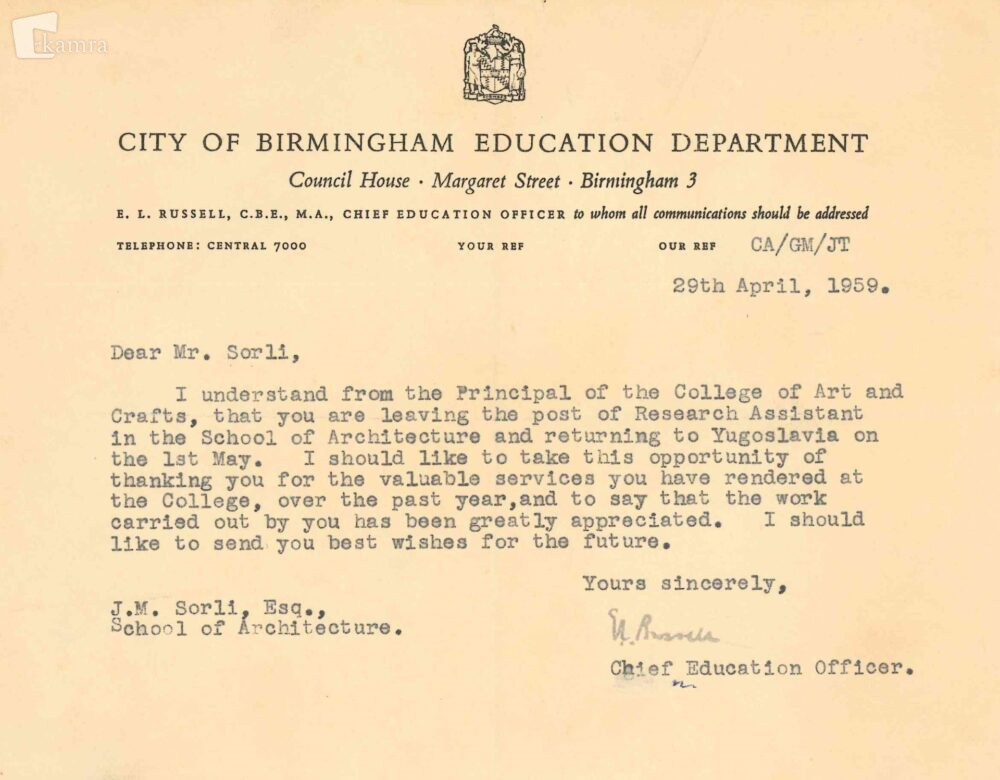 kamra
CITY OF BIRMINGHAM EDUCATION DEPARTMENT
Council House · Margaret Street · Birmingham 3
E. L. RUSSELL, C.B.E., M.A., CHIEF EDUCATION OFFICER to whom all communications should be addressed
TELEPHONE: CENTRAL 7000 YOUR REF OUR REF CA/GM/JT
29th April, 1959.
Dear Mr. Sorli,
I understand from the Principal of the College of Art and
Crafts, that you are leaving the post of Research Assistant
in the School of Architecture and returning to Yugoslavia on
the 1st May. I should like to take this opportunity of
thanking you for the valuable services you have rendered at
the College, over the past year,and to say that the work
carried out by you has been greatly appreciated. I should
like to send you best wishes for the future.
Yours sincerely,
J.M. Sorli, Esq.,
School of Architecture.
E.L. Russell
Chief Education Officer.